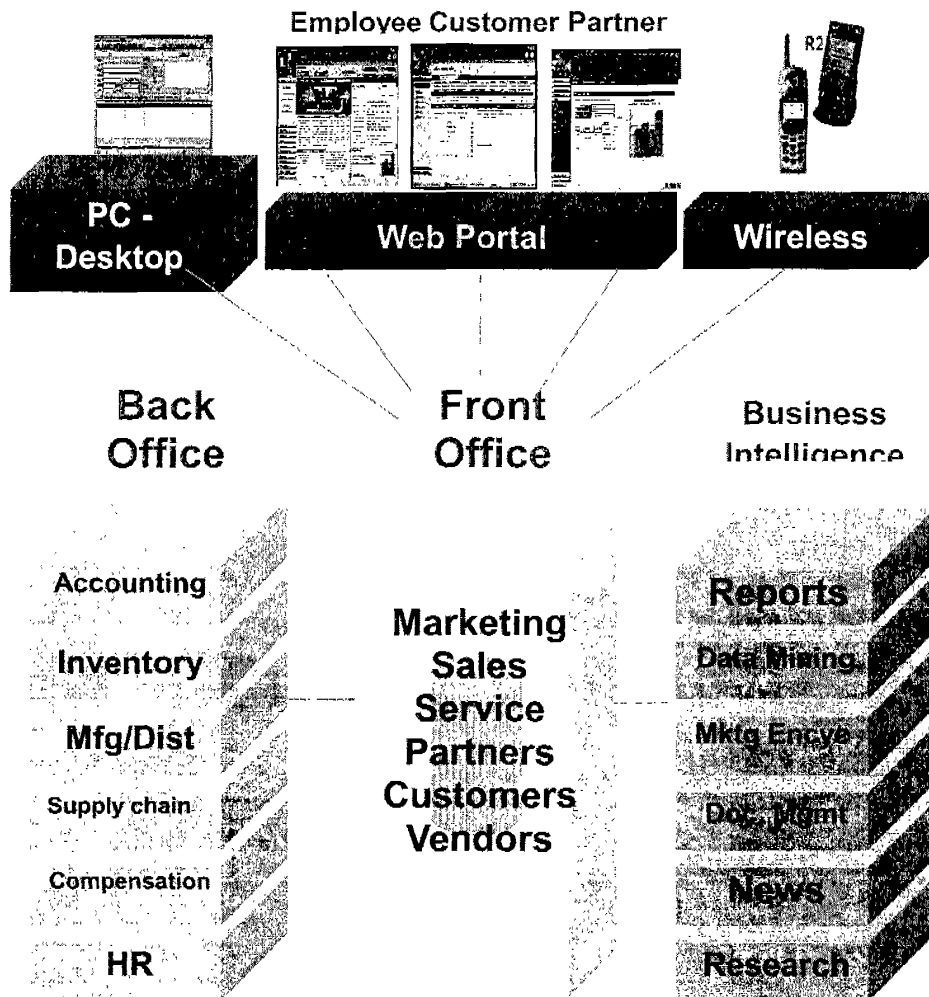 Employee Customer Partner
R2
PC -
Desktop
Web Portal
Wireless
Back
Office
Front
Office
Business
Intelligence
Accounting
Inventory
Mfg/Dist
Supply chain
Compensation
HR
Marketing
Sales
Service
Partners
Customers
Vendors
Reports
Data Mining
Mktg Encye
Doc. Mgmt
News
Research